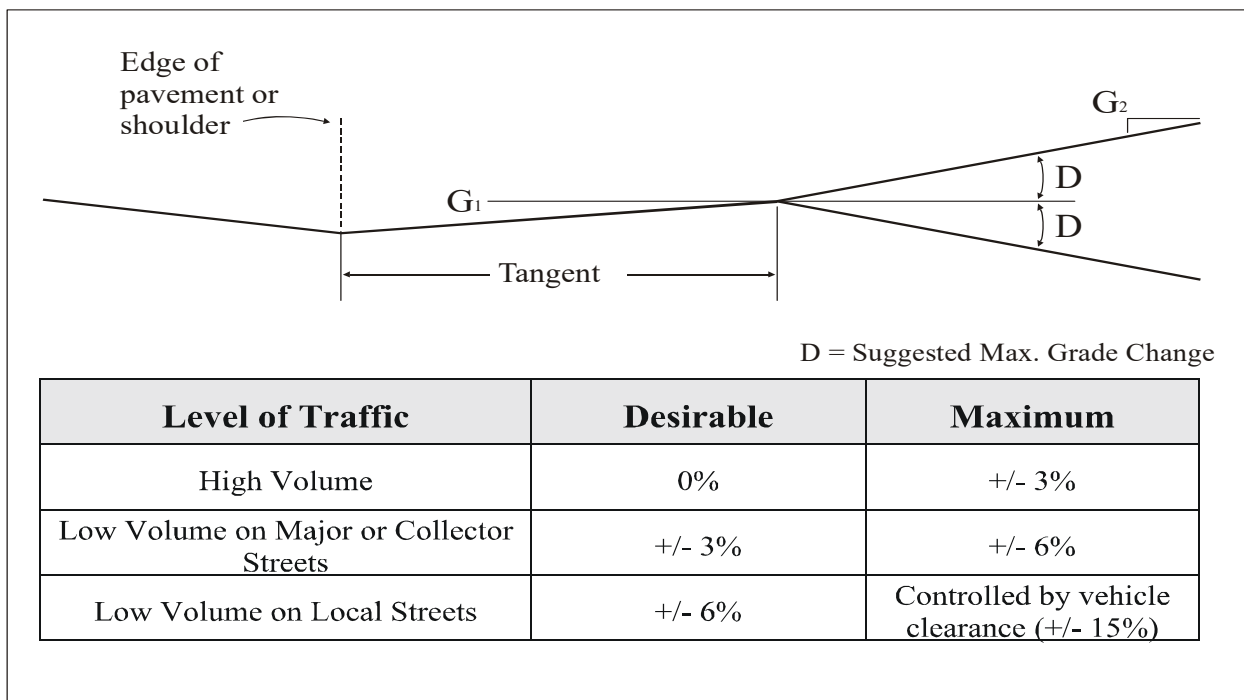 Edge of
pavement or
shoulder
G2
G1
D
D
Tangent
D = Suggested Max. Grade Change
Level of Traffic
Desirable
Maximum
High Volume
0%
+/- 3%
Low Volume on Major or Collector
Streets
+/- 3%
+/- 6%
Low Volume on Local Streets
+/- 6%
Controlled by vehicle
clearance (+/- 15%)